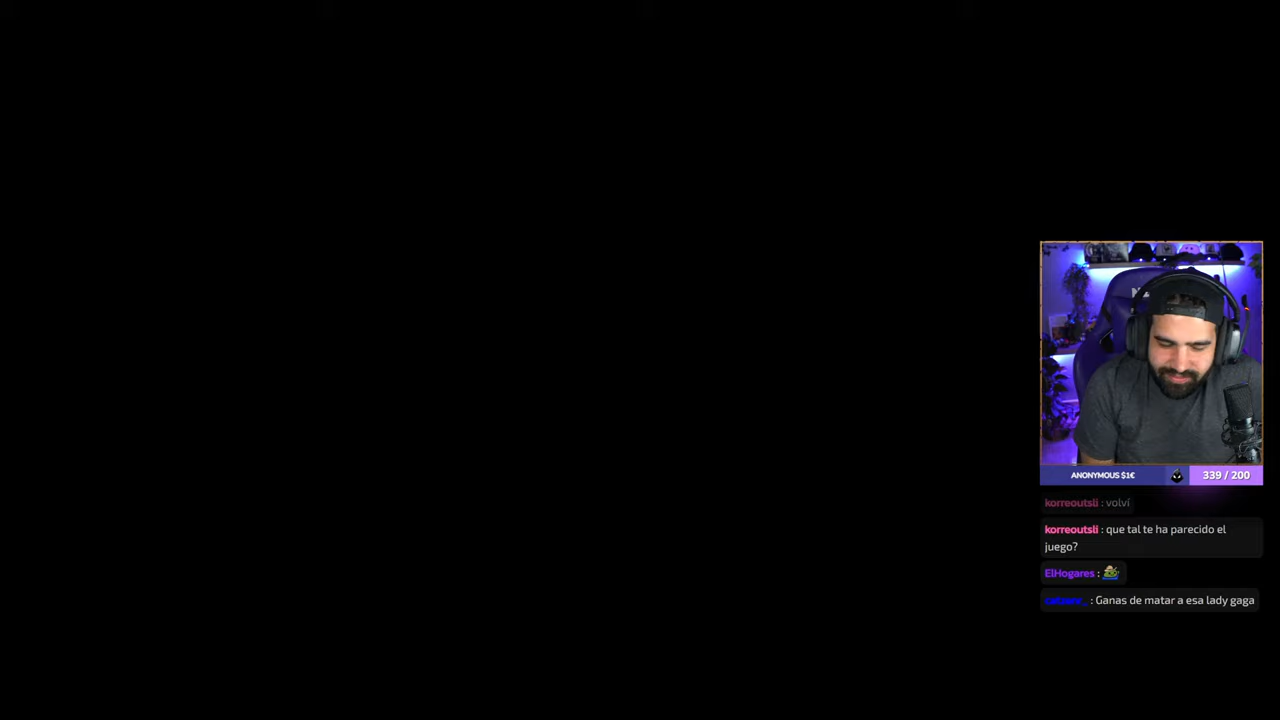 ANONYMOUS $1€
339 / 200
korreoutsli : volví
korreoutsli : que tal te ha parecido el
juego?
ElHogares :
: Ganas de matar a esa lady gaga